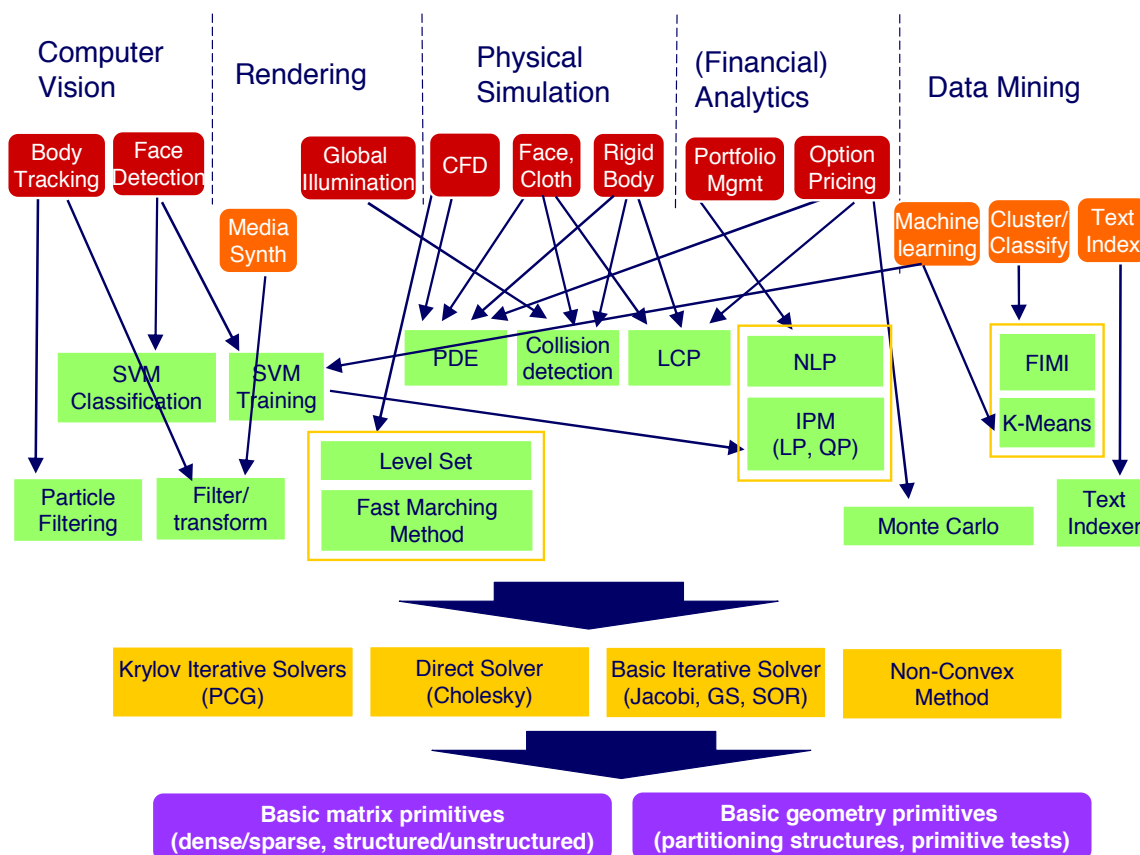 Computer
Vision
Rendering
Physical
Simulation
(Financial)
Analytics
Data Mining
Body
Tracking
Face
Detection
Global
Illumination
CFD
Face,
Cloth
Rigid
Body
Portfolio
Mgmt
Option
Pricing
Media
Synth
Machine
learning
Cluster/
Classify
Text
Index
SVM
Classification
SVM
Training
PDE
Collision
detection
LCP
NLP
IPM
(LP, QP)
FIMI
K-Means
Level Set
Fast Marching
Method
Particle
Filtering
Filter/
transform
Monte Carlo
Text
Indexer
Krylov Iterative Solvers
(PCG)
Direct Solver
(Cholesky)
Basic Iterative Solver
(Jacobi, GS, SOR)
Non-Convex
Method
Basic matrix primitives
(dense/sparse, structured/unstructured)
Basic geometry primitives
(partitioning structures, primitive tests)